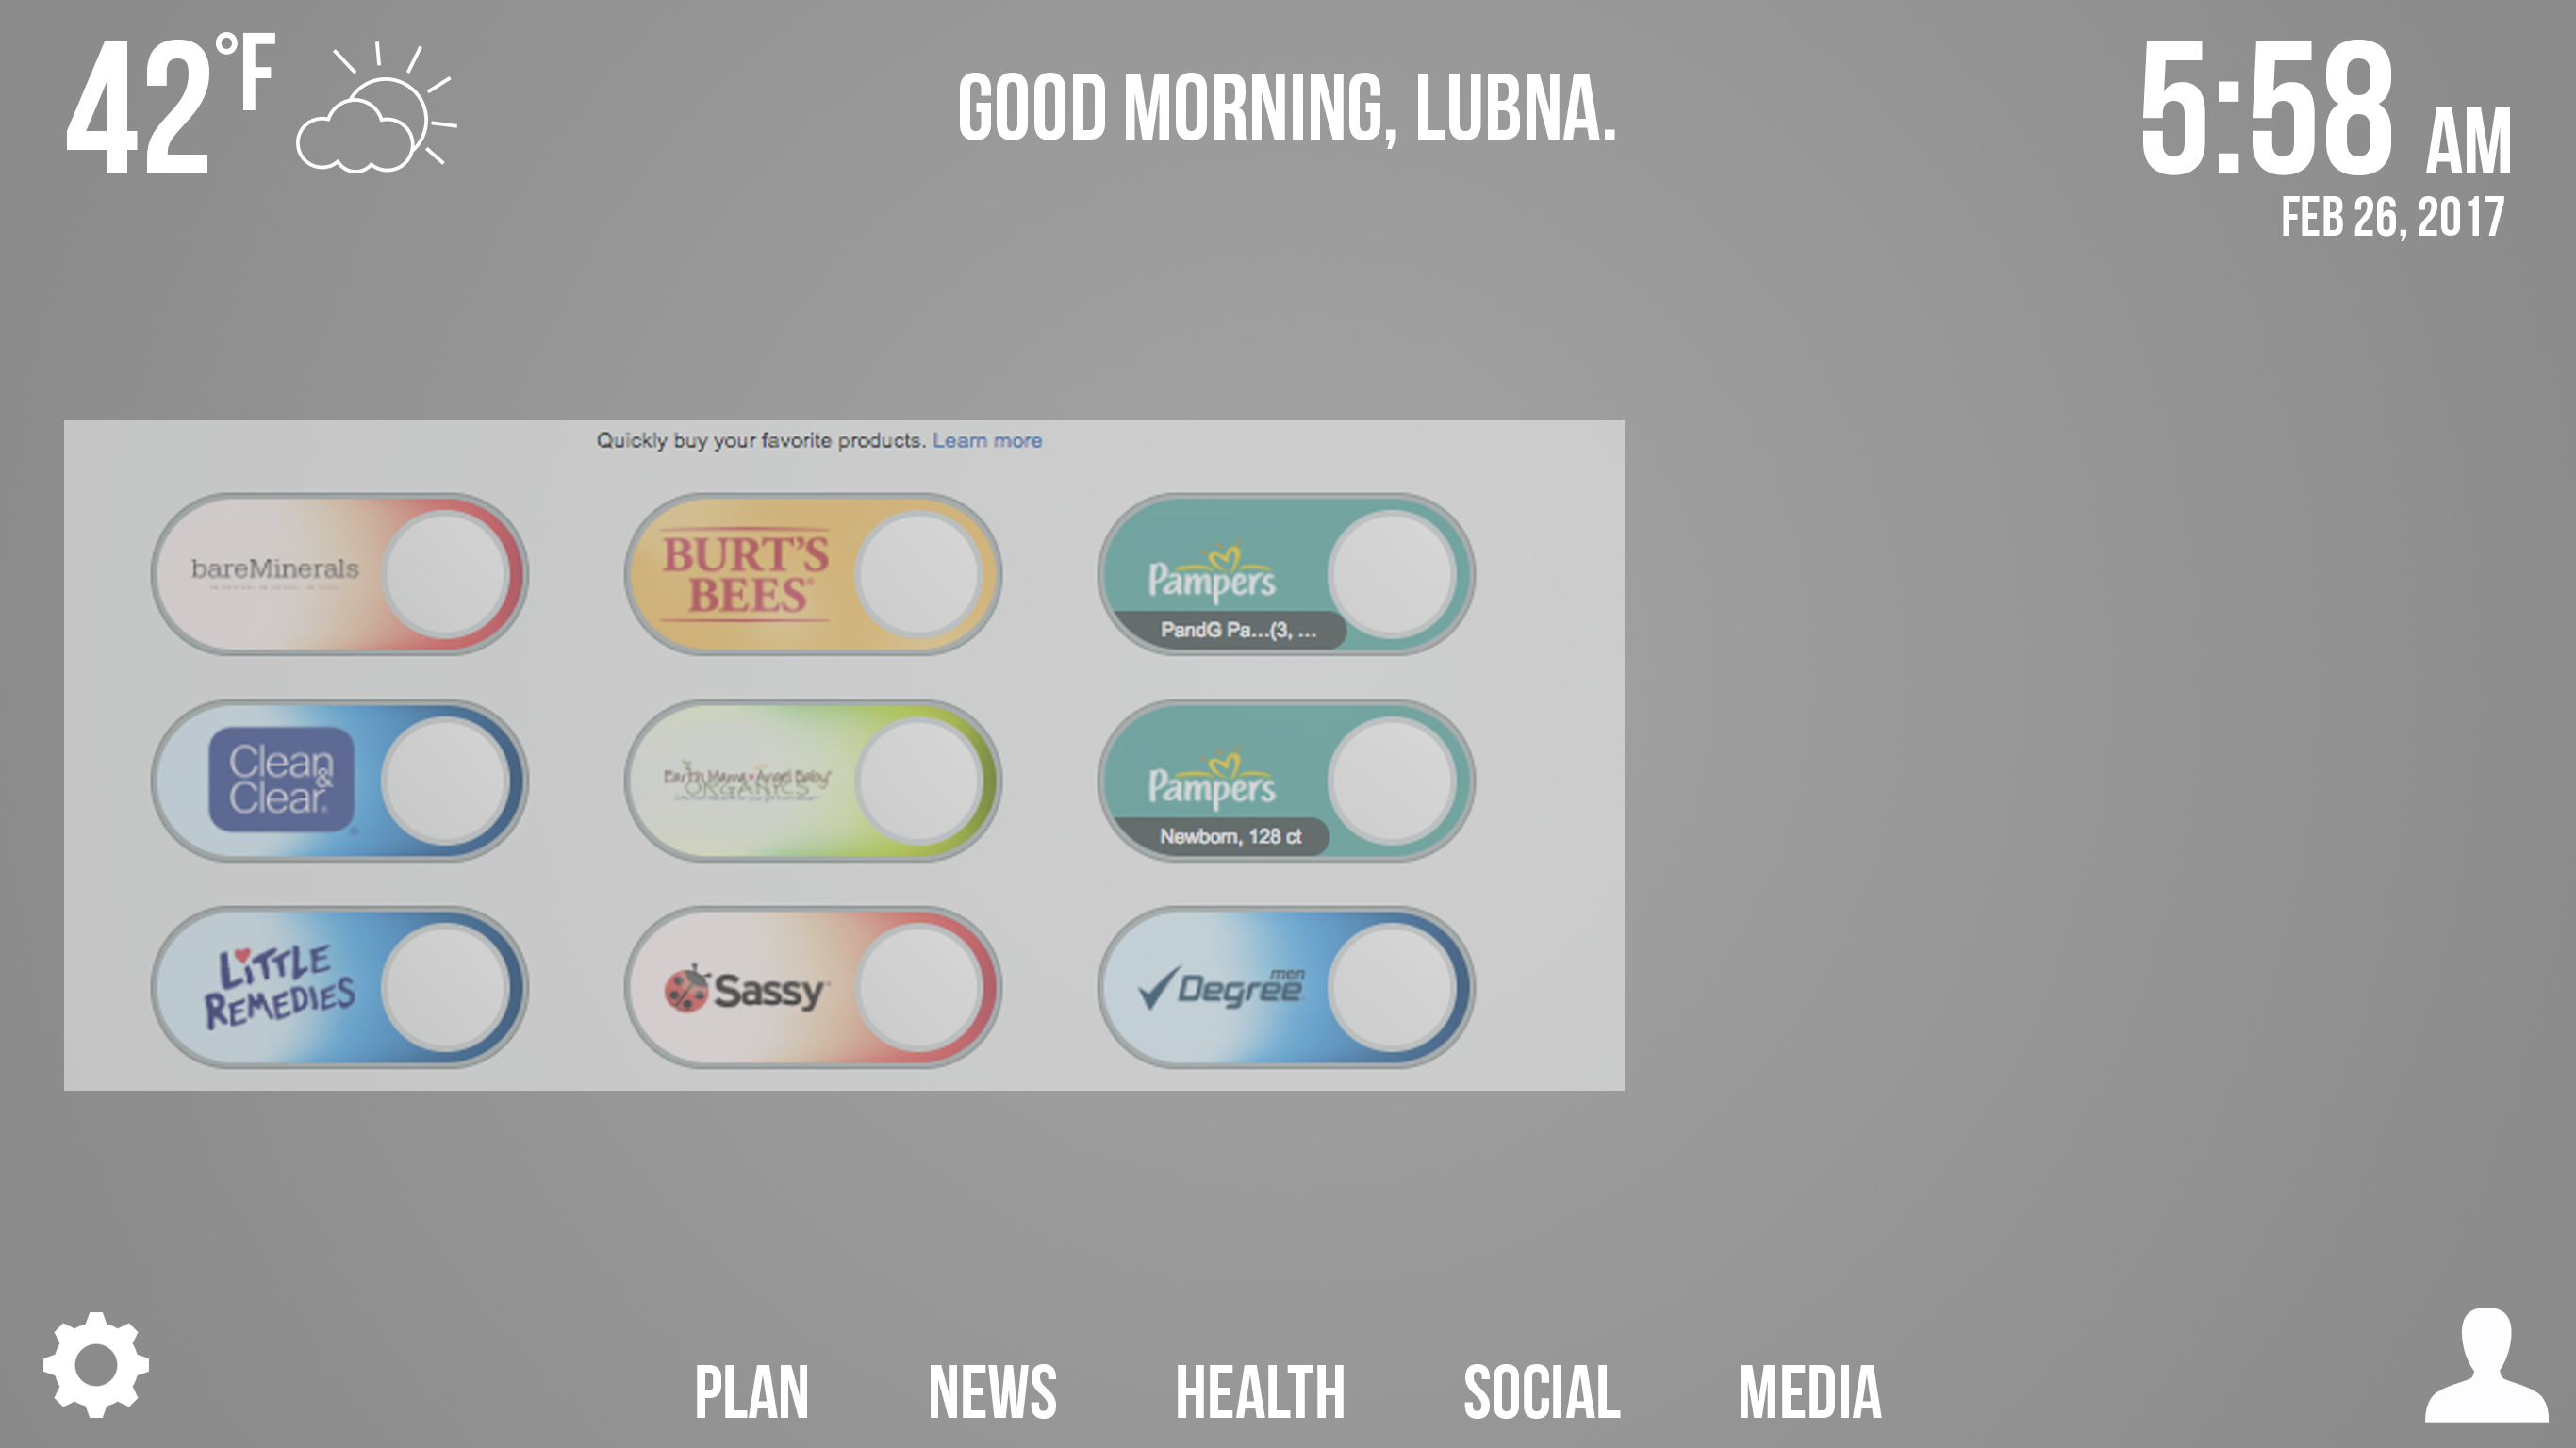 42°F
GOOD MORNING, LUBNA.
5:58 AM
FEB 26, 2017
Quickly buy your favorite products. Learn more
bareMinerals
BURT'S
BEES®
Pampers
PandG Pa...(3, ...
Clean
&
Clear®
Earth Mama Angel Baby®
ORGANICS
Pampers
Newborn, 128 ct
LiTTLE
REMEDIES
Sassy
Degree men
PLAN
NEWS
HEALTH
SOCIAL
MEDIA